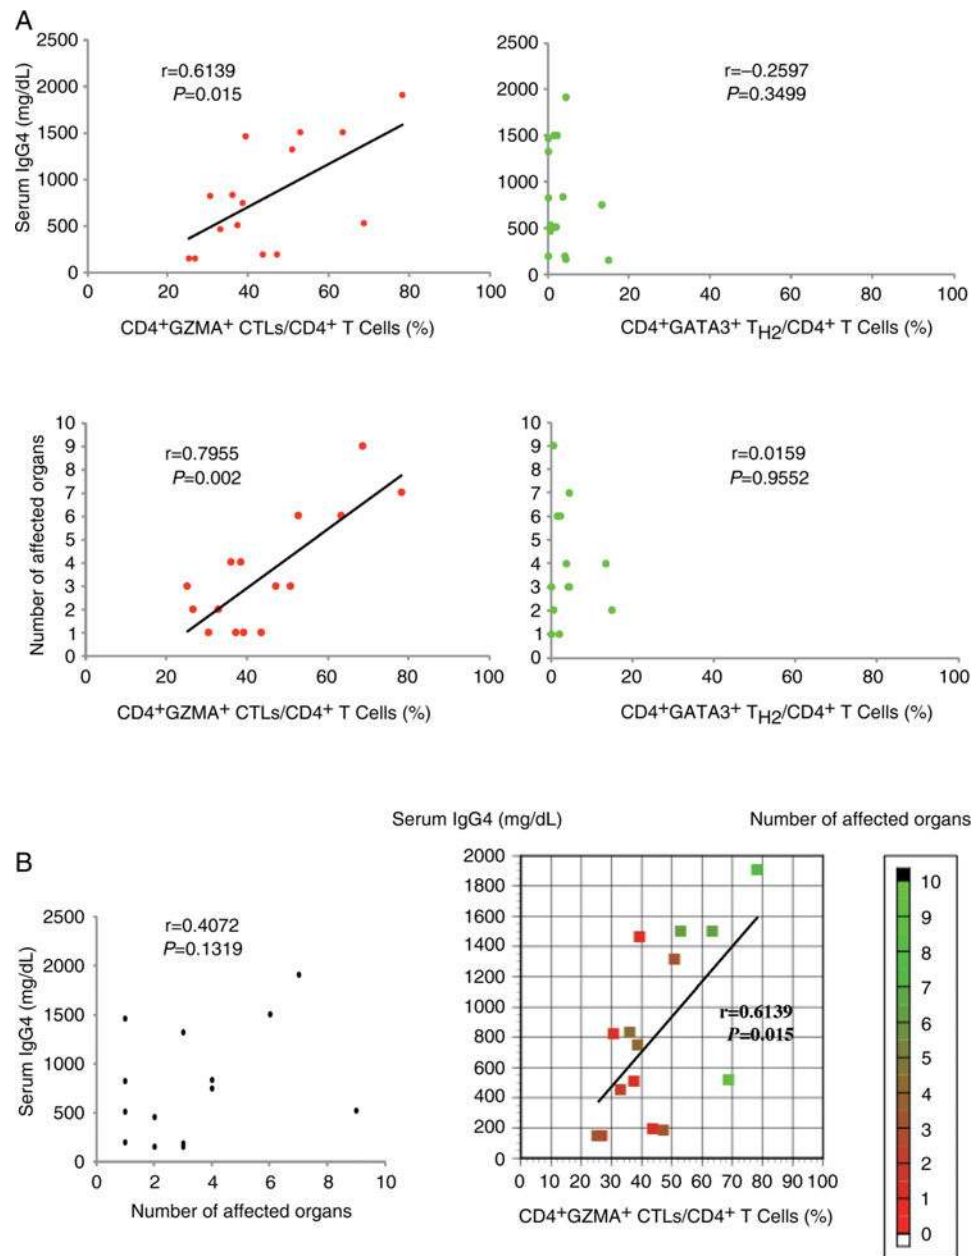 A
2500
2000
1500
1000
500
0
Serum IgG4 (mg/dL)
r=0.6139
P=0.015
0 20 40 60 80 100
CD4+GZMA+ CTLs/CD4+ T Cells (%)
2500
2000
1500
1000
500
0
r=–0.2597
P=0.3499
0 20 40 60 80 100
CD4+GATA3+ TH2/CD4+ T Cells (%)
10
9
8
7
6
5
4
3
2
1
0
Number of affected organs
r=0.7955
P=0.002
0 20 40 60 80 100
CD4+GZMA+ CTLs/CD4+ T Cells (%)
10
9
8
7
6
5
4
3
2
1
0
r=0.0159
P=0.9552
0 20 40 60 80 100
CD4+GATA3+ TH2/CD4+ T Cells (%)
B
2500
2000
1500
1000
500
0
Serum IgG4 (mg/dL)
r=0.4072
P=0.1319
0 2 4 6 8 10
Number of affected organs
Serum IgG4 (mg/dL)
2000
1800
1600
1400
1200
1000
800
600
400
200
0
r=0.6139
P=0.015
0 10 20 30 40 50 60 70 80 90 100
CD4+GZMA+ CTLs/CD4+ T Cells (%)
Number of affected organs
10
9
8
7
6
5
4
3
2
1
0